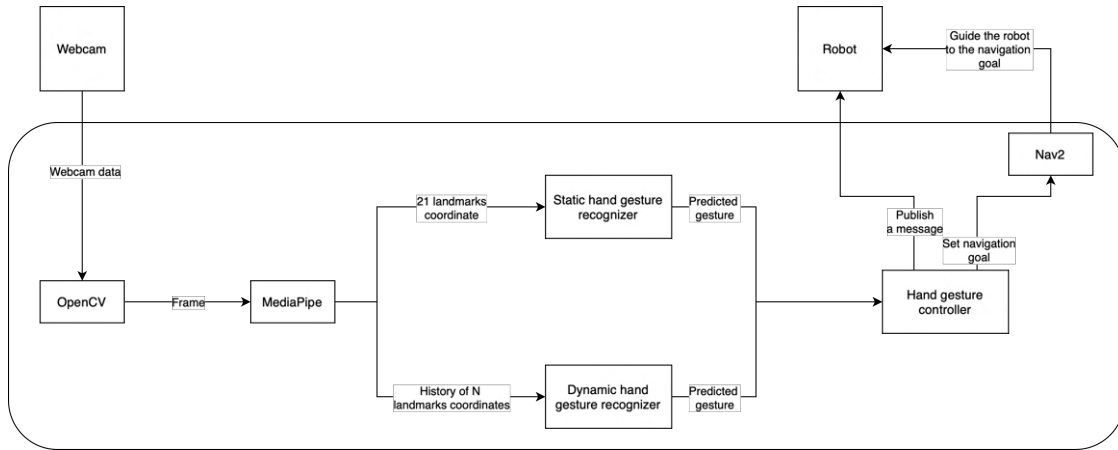 Webcam
Robot
Guide the robot
to the navigation
goal
Nav2
Webcam data
21 landmarks
coordinate
Static hand gesture
recognizer
Predicted
gesture
Publish
a message
Set navigation
goal
OpenCV
Frame
MediaPipe
Hand gesture
controller
History of N
landmarks coordinates
Dynamic hand
gesture recognizer
Predicted
gesture